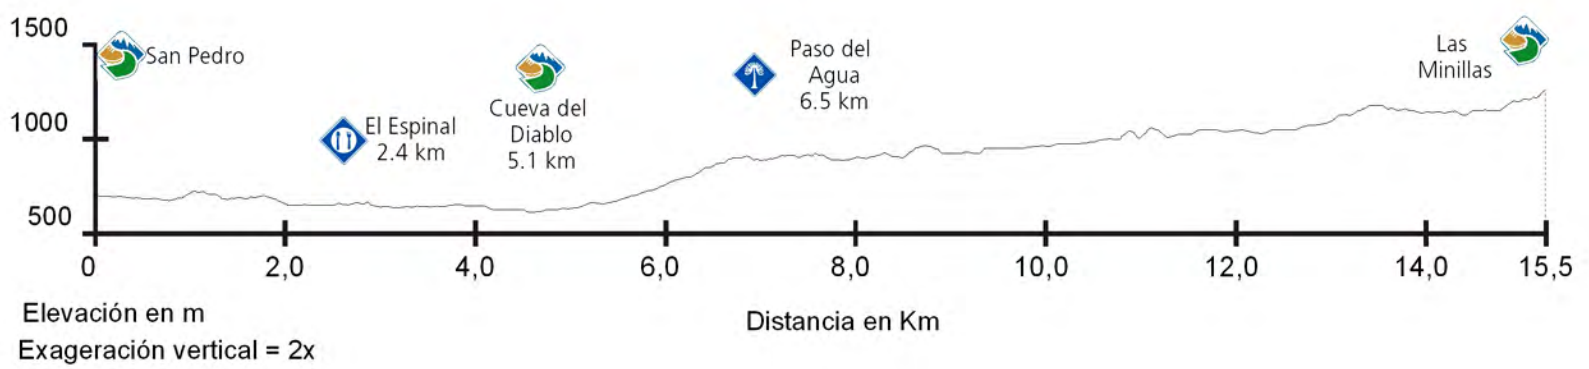 1500
San Pedro
Las
Minillas
Paso del
Agua
6.5 km
Cueva del
Diablo
5.1 km
El Espinal
2.4 km
1000
500
0 2,0 4,0 6,0 8,0 10,0 12,0 14,0 15,5
Elevación en m
Distancia en Km
Exageración vertical = 2x